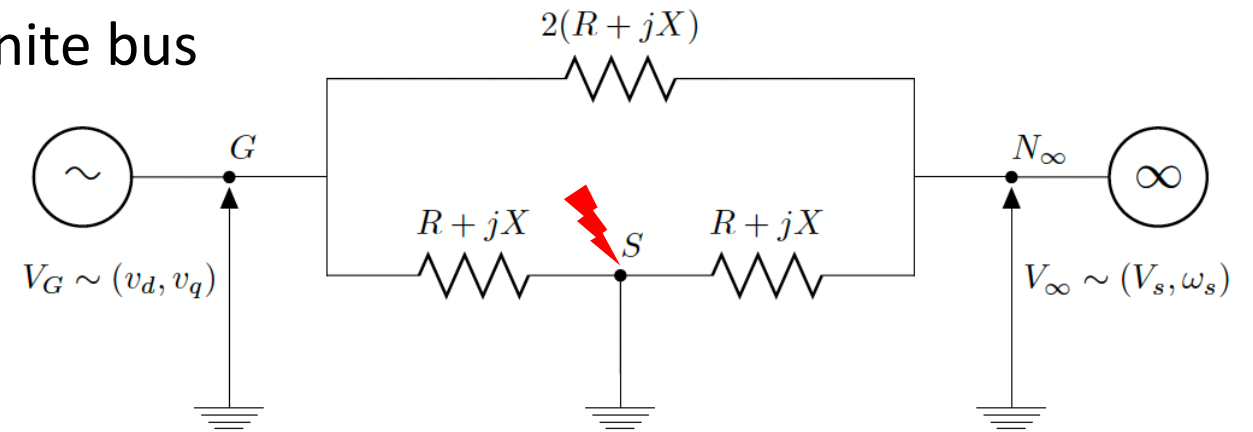 nite bus
2(R + jX)
G
N∞
∼
∞
R + jX
R + jX
S
V_G ∼ (v_d, v_q)
V_∞ ∼ (V_s, ω_s)